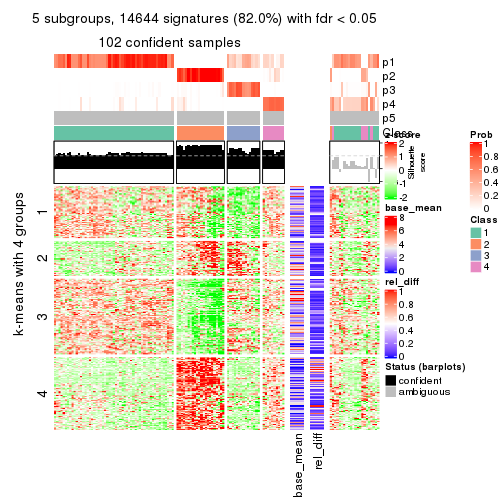 5 subgroups, 14644 signatures (82.0%) with fdr < 0.05
102 confident samples
p1
p2
p3
p4
p5
Class
Silhouette
score
k-means with 4 groups
1
2
3
4
base_mean
rel_diff
z-score
2
1
0
-1
-2
base_mean
8
6
4
2
0
rel_diff
1
0.8
0.6
0.4
0.2
0
Status (barplots)
confident
ambiguous
Prob
1
0.8
0.6
0.4
0.2
0
Class
1
2
3
4